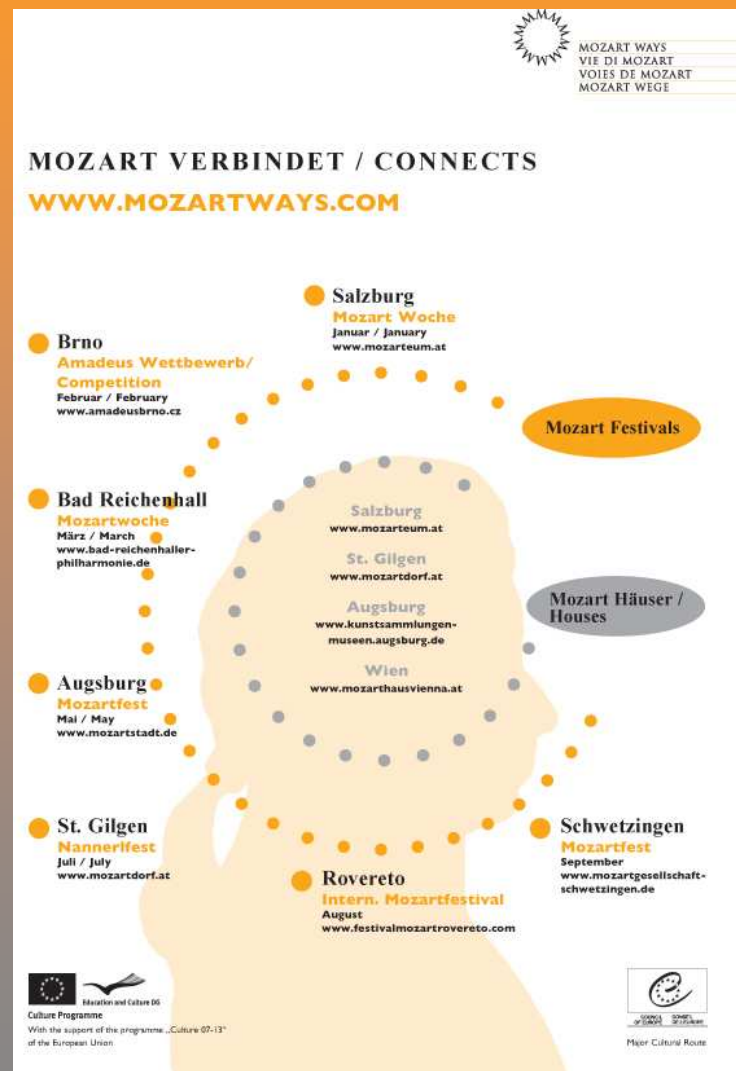 MOZART WAYS
VIE DI MOZART
VOIES DE MOZART
MOZART WEGE
MOZART VERBINDET / CONNECTS
WWW.MOZARTWAYS.COM
Salzburg
Mozart Woche
Januar / January
www.mozarteum.at
Brno
Amadeus Wettbewerb/
Competition
Februar / February
www.amadeusbrno.cz
Mozart Festivals
Bad Reichenhall
Mozartwoche
März / March
www.bad-reichenhaller-
philharmonie.de
Salzburg
www.mozarteum.at
St. Gilgen
www.mozartdorf.at
Augsburg
www.kunstsammlungen-
museen.augsburg.de
Wien
www.mozarthausvienna.at
Mozart Häuser /
Houses
Augsburg
Mozartfest
Mai / May
www.mozartstadt.de
St. Gilgen
Nannerlfest
Juli / July
www.mozartdorf.at
Rovereto
Intern. Mozartfestival
August
www.festivalmozartrovereto.com
Schwetzingen
Mozartfest
September
www.mozartgesellschaft-
schwetzingen.de
Education and Culture DG
Culture Programme
With the support of the programme „Culture 07-13"
of the European Union
COUNCIL CONSEIL
OF EUROPE DE L'EUROPE
Major Cultural Route